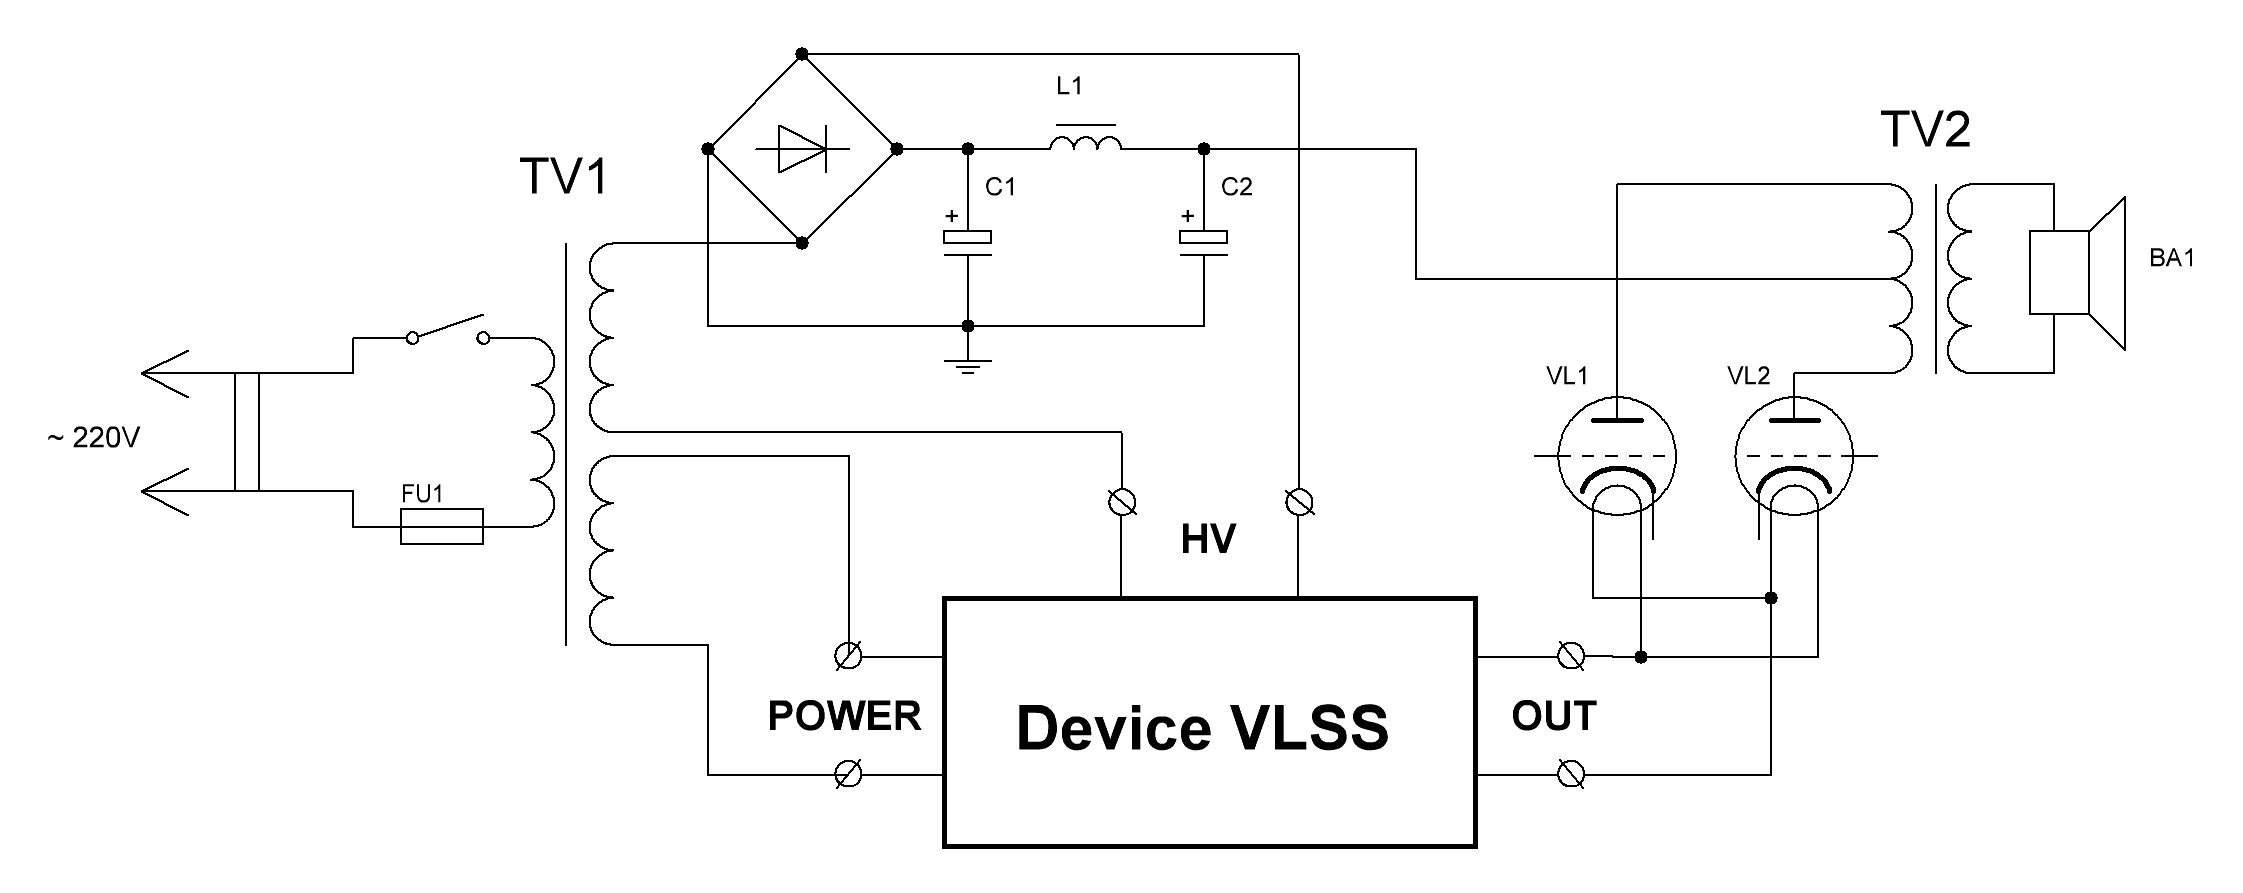 L1
TV2
TV1
C1
C2
+
+
BA1
VL1
VL2
~ 220V
FU1
HV
POWER
Device VLSS
OUT